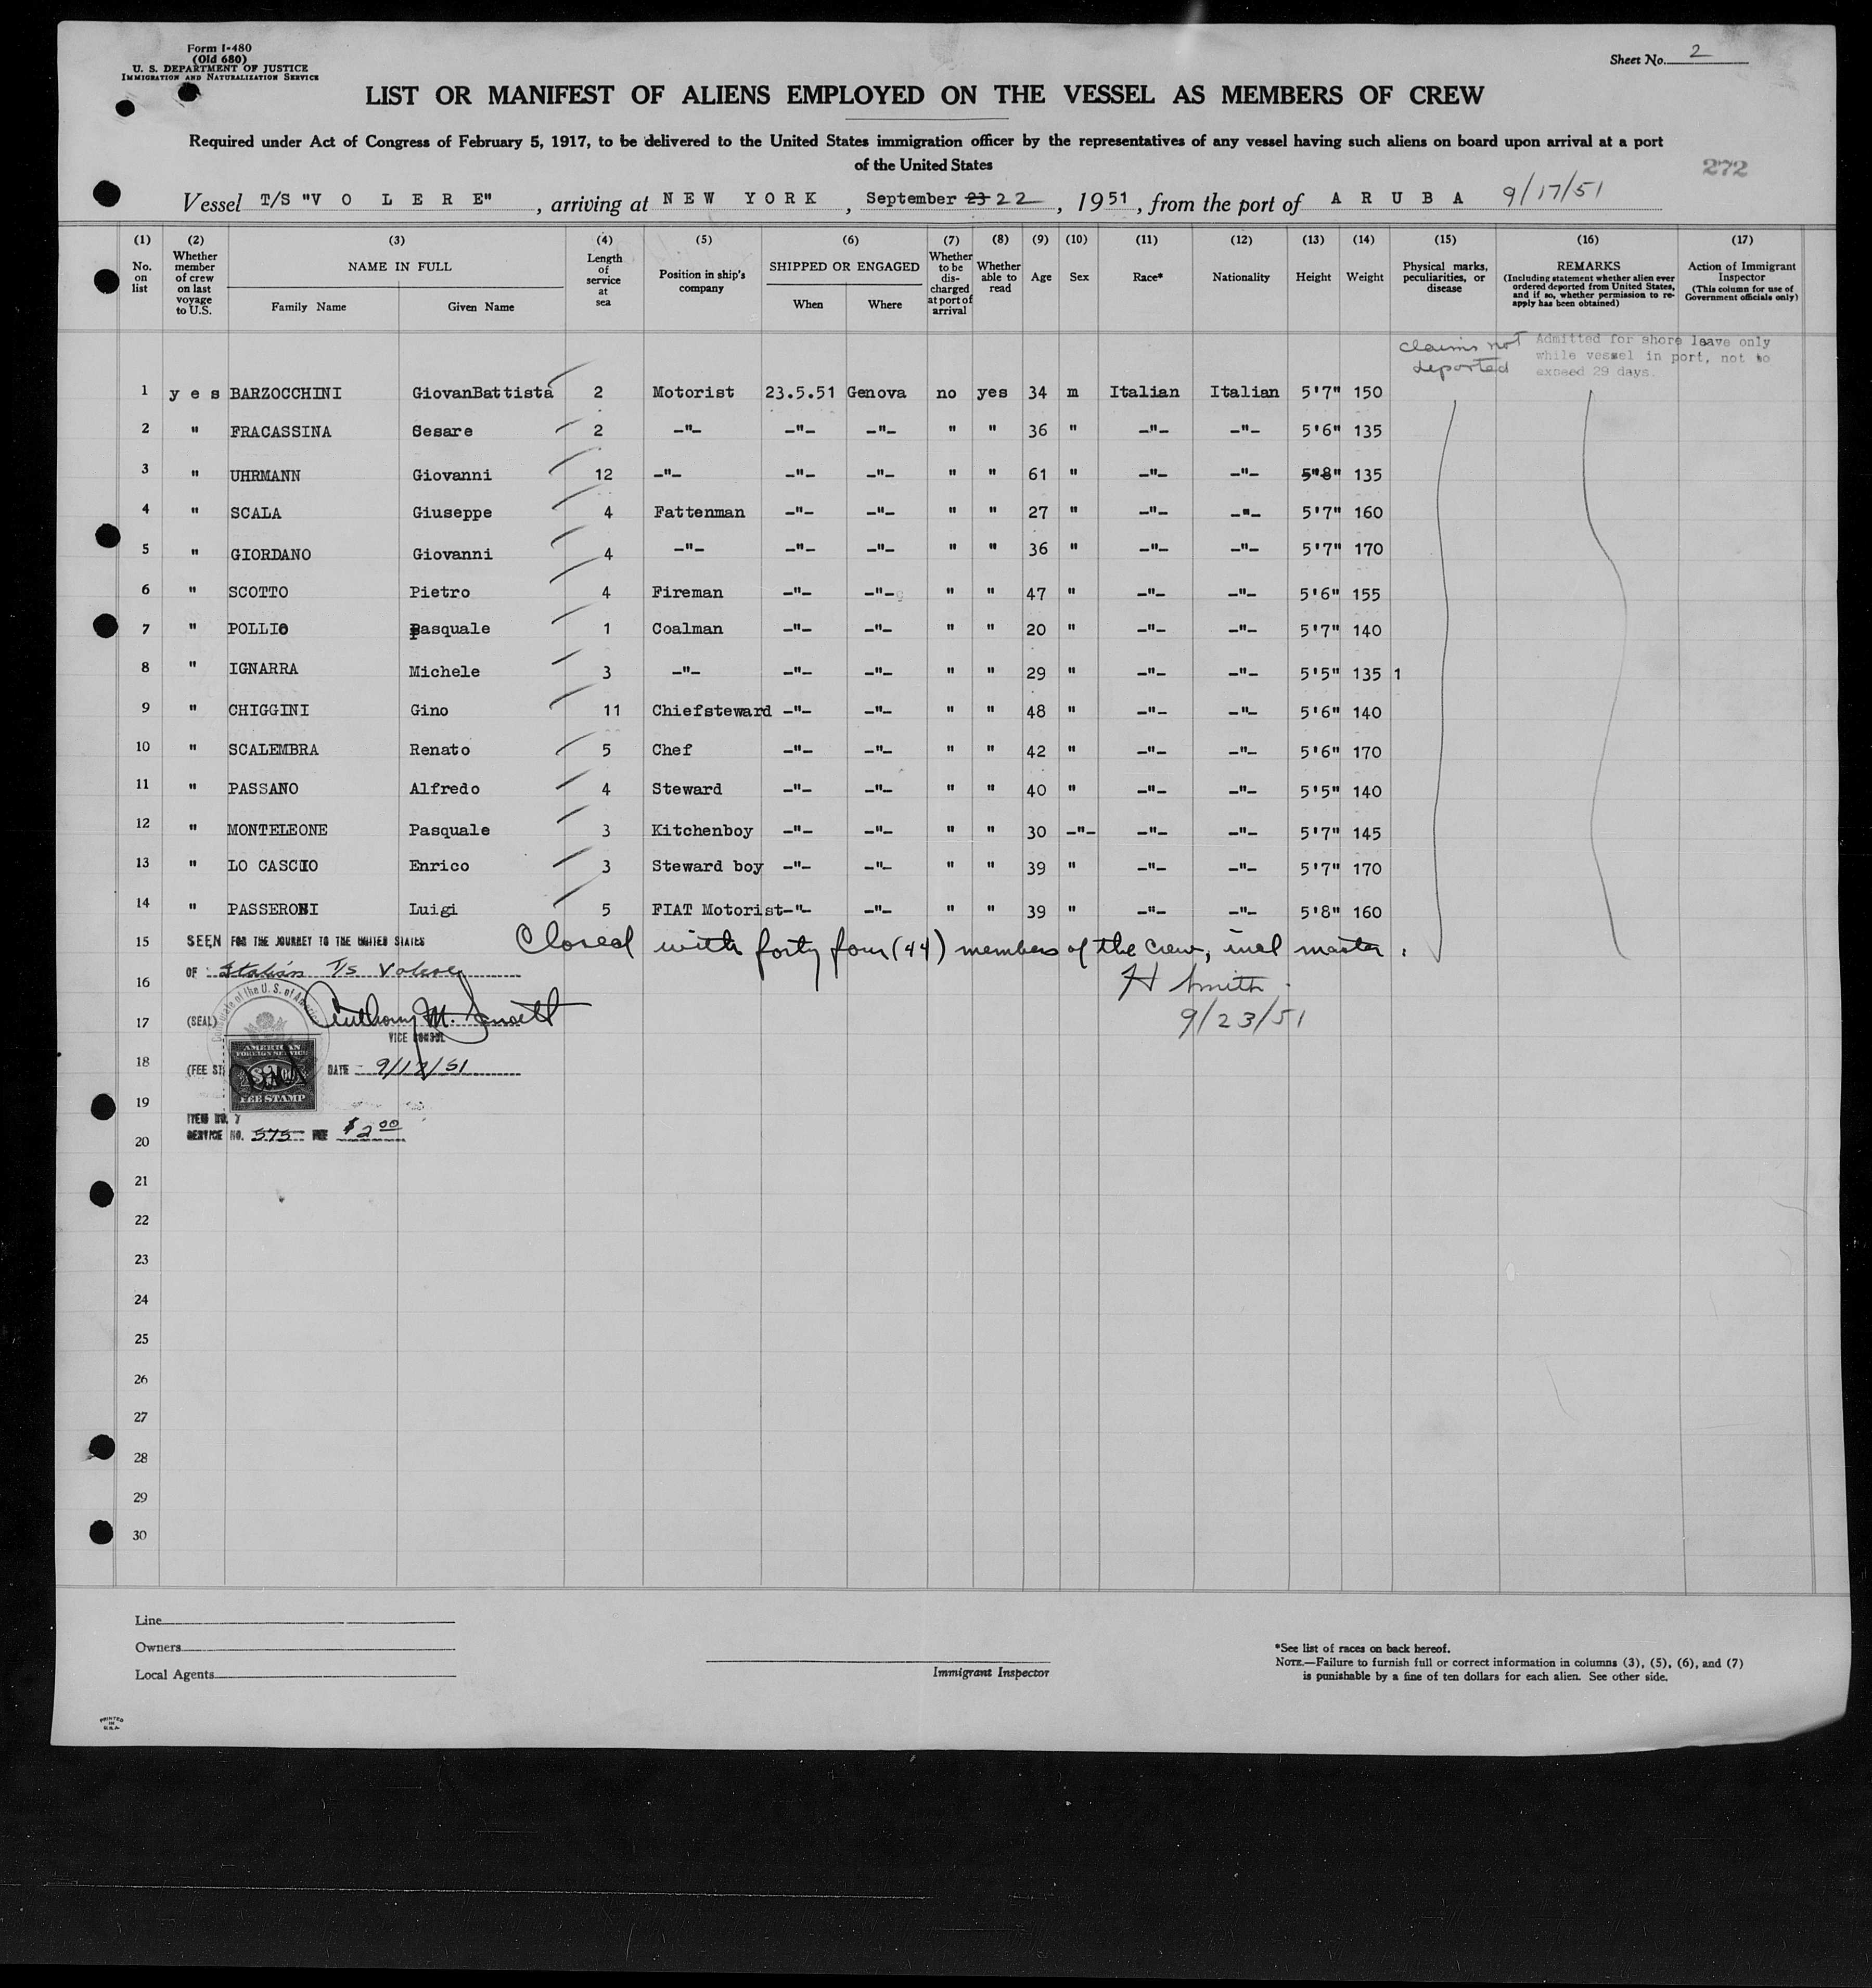 Form I-480
(Old 680)
U. S. DEPARTMENT OF JUSTICE
IMMIGRATION AND NATURALIZATION SERVICE
Sheet No. 2
LIST OR MANIFEST OF ALIENS EMPLOYED ON THE VESSEL AS MEMBERS OF CREW
Required under Act of Congress of February 5, 1917, to be delivered to the United States immigration officer by the representatives of any vessel having such aliens on board upon arrival at a port
of the United States
272
Vessel T/S "V O L E R E", arriving at N E W Y O R K, September 23 22, 1951, from the port of A R U B A 9/17/51
(1) No. on list
(2) Whether member of crew on last voyage to U.S.
(3) NAME IN FULL
Family Name Given Name
(4) Length of service at sea
(5) Position in ship's company
(6) SHIPPED OR ENGAGED
When Where
(7) Whether to be discharged at port of arrival
(8) Whether able to read
(9) Age
(10) Sex
(11) Race*
(12) Nationality
(13) Height
(14) Weight
(15) Physical marks, peculiarities, or disease
(16) REMARKS (Including statement whether alien ever ordered deported from United States, and if so, whether permission to re-apply has been obtained)
(17) Action of Immigrant Inspector (This column for use of Government officials only)
claims not deported
Admitted for shore leave only
while vessel in port, not to
exceed 29 days.
1 y e s BARZOCCHINI GiovanBattista 2 Motorist 23.5.51 Genova no yes 34 m Italian Italian 5'7" 150
2 " FRACASSINA Cesare 2 -"- -"- -"- " " 36 " -"- -"- 5'6" 135
3 " UHRMANN Giovanni 12 -"- -"- -"- " " 61 " -"- -"- 5"8" 135
4 " SCALA Giuseppe 4 Fattenman -"- -"- " " 27 " -"- -"- 5'7" 160
5 " GIORDANO Giovanni 4 -"- -"- -"- " " 36 " -"- -"- 5'7" 170
6 " SCOTTO Pietro 4 Fireman -"- -"- " " 47 " -"- -"- 5'6" 155
7 " POLLIO Pasquale 1 Coalman -"- -"- " " 20 " -"- -"- 5'7" 140
8 " IGNARRA Michele 3 -"- -"- -"- " " 29 " -"- -"- 5'5" 135 1
9 " CHIGGINI Gino 11 Chiefsteward -"- -"- " " 48 " -"- -"- 5'6" 140
10 " SCALEMBRA Renato 5 Chef -"- -"- " " 42 " -"- -"- 5'6" 170
11 " PASSANO Alfredo 4 Steward -"- -"- " " 40 " -"- -"- 5'5" 140
12 " MONTELEONE Pasquale 3 Kitchenboy -"- -"- " " 30 -"- -"- -"- 5'7" 145
13 " LO CASCIO Enrico 3 Steward boy -"- -"- " " 39 " -"- -"- 5'7" 170
14 " PASSERONI Luigi 5 FIAT Motorist -"- -"- " " 39 " -"- -"- 5'8" 160
15 SEEN FOR THE JOURNEY TO THE UNITED STATES
Closed with forty four (44) members of the crew, incl master.
OF Italian T/s Volere
16
H Smith
17 (SEAL) Anthony M.
9/23/51
VICE CONSUL
AMERICAN
FOREIGN SERVICE
FEE STAMP
18 (FEE ST DATE 9/17/51
19
ITEM NO. 7
SERVICE NO. 575 FEE $2.00
20
21
22
23
24
25
26
27
28
29
30
Line
Owners
Local Agents
Immigrant Inspector
*See list of races on back hereof.
NOTE.—Failure to furnish full or correct information in columns (3), (5), (6), and (7)
is punishable by a fine of ten dollars for each alien. See other side.
PRINTED
IN
U.S.A.